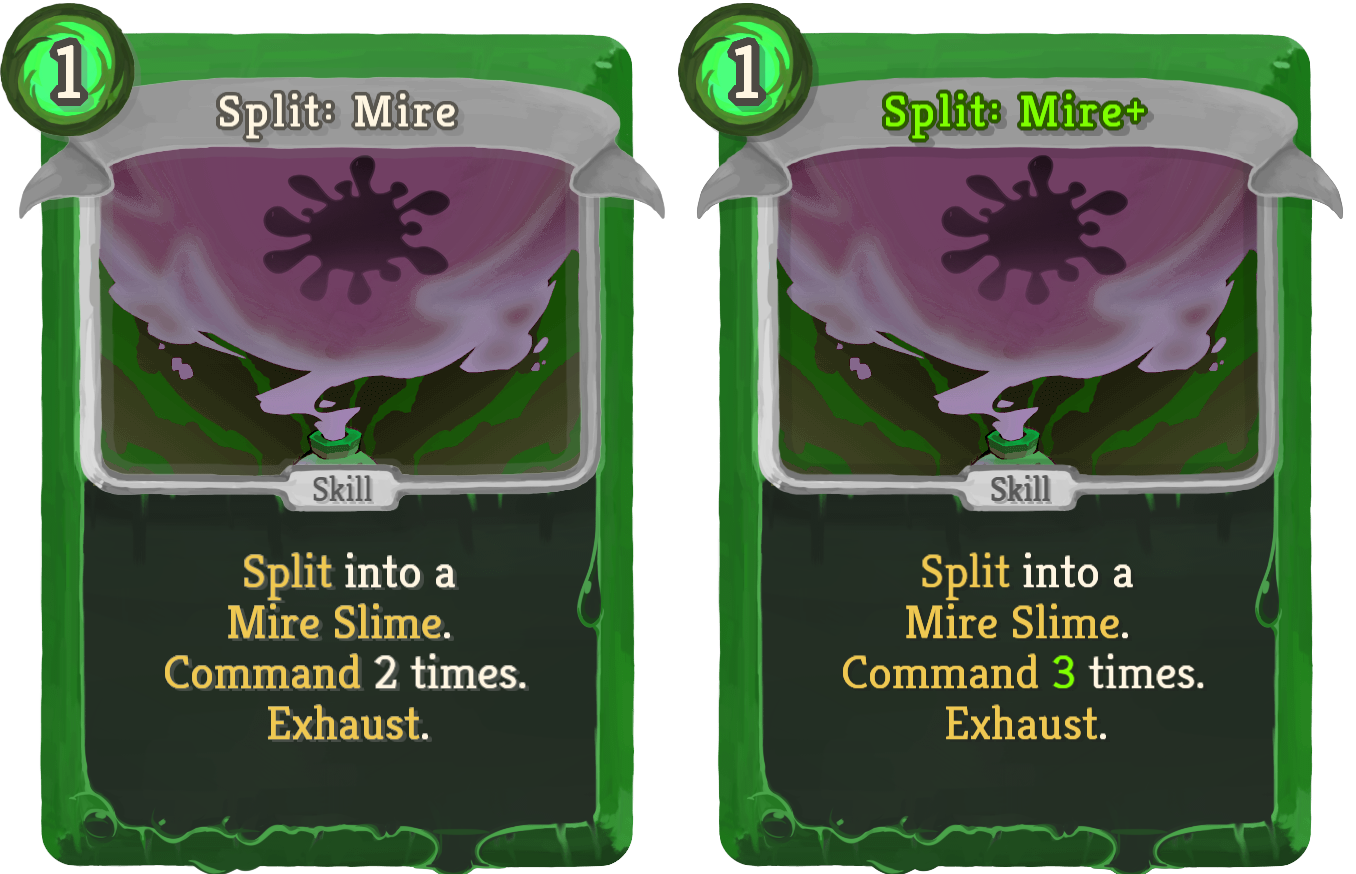 1
Split: Mire
Skill
Split into a
Mire Slime.
Command 2 times.
Exhaust.
1
Split: Mire+
Skill
Split into a
Mire Slime.
Command 3 times.
Exhaust.